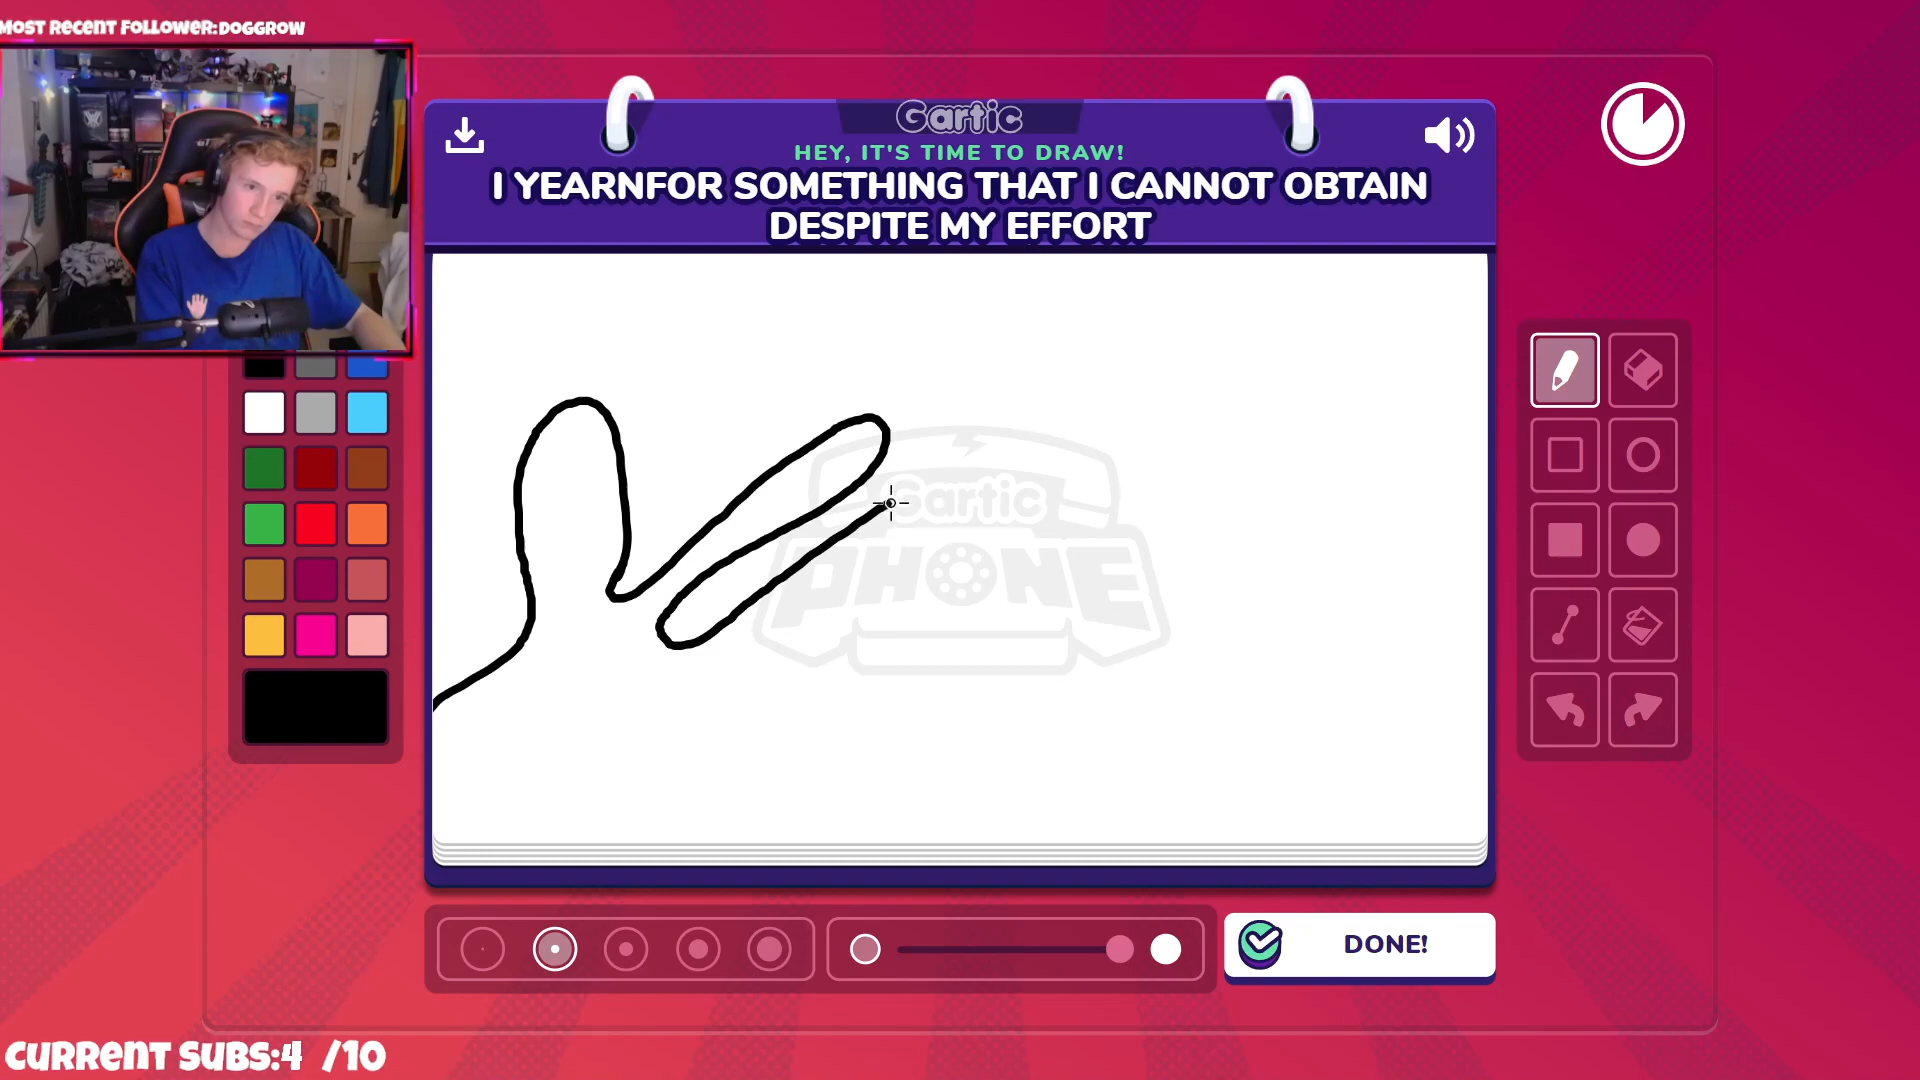 MOST RECENT FOLLOWER:DOGGROW
Gartic
HEY, IT'S TIME TO DRAW!
I YEARNFOR SOMETHING THAT I CANNOT OBTAIN
DESPITE MY EFFORT
Gartic
PHONE
DONE!
CURRENT SUBS:4 /10